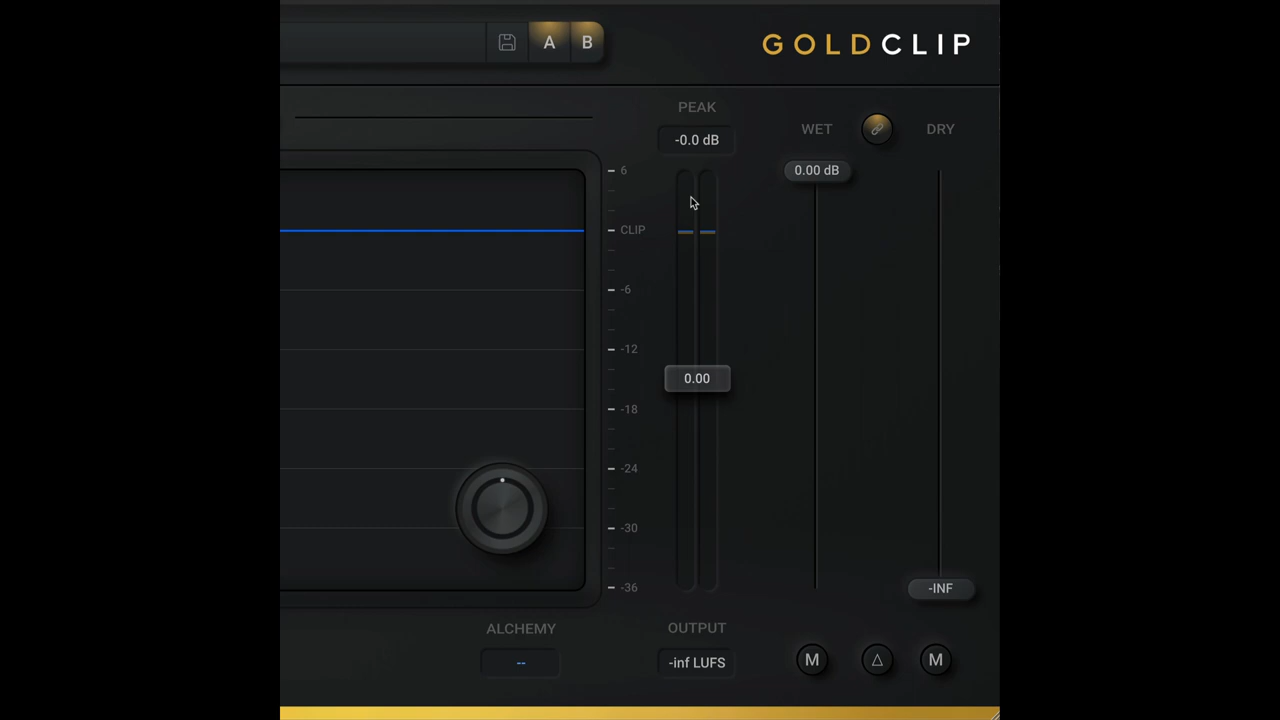 A B
GOLDCLIP
PEAK
-0.0 dB
WET
DRY
0.00 dB
6
CLIP
-6
-12
0.00
-18
-24
-30
-36
-INF
ALCHEMY
OUTPUT
--
-inf LUFS
M
△
M